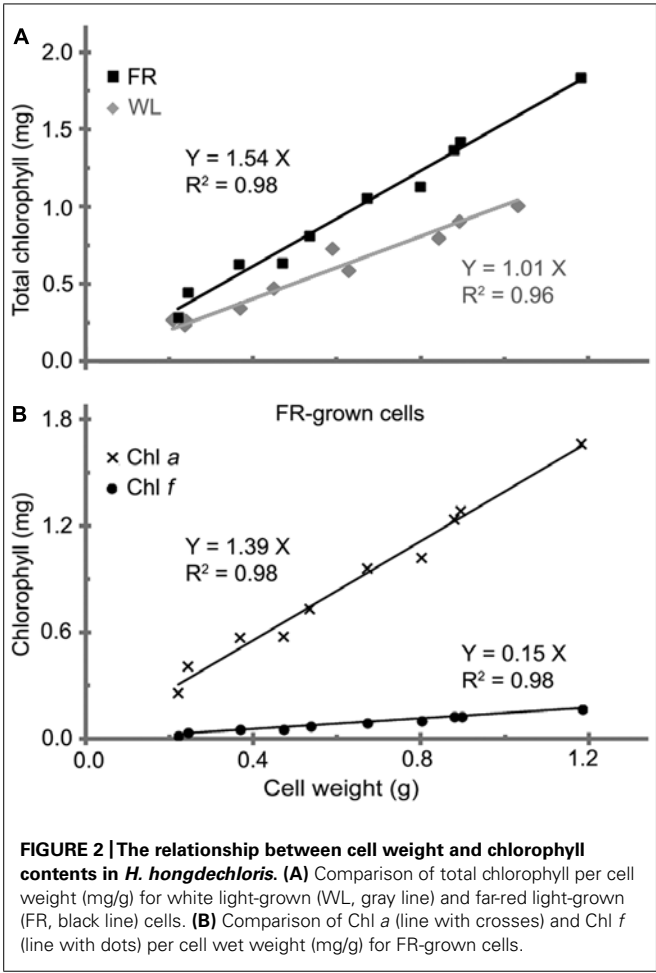 A
2.0
FR
WL
1.5
Y = 1.54 X
R² = 0.98
1.0
Total chlorophyll (mg)
Y = 1.01 X
R² = 0.96
0.5
0.0
B
FR-grown cells
1.8
Chl a
Chl f
1.2
Y = 1.39 X
R² = 0.98
Chlorophyll (mg)
0.6
Y = 0.15 X
R² = 0.98
0.0
0.0 0.4 0.8 1.2
Cell weight (g)
FIGURE 2 | The relationship between cell weight and chlorophyll
contents in H. hongdechloris. (A) Comparison of total chlorophyll per cell
weight (mg/g) for white light-grown (WL, gray line) and far-red light-grown
(FR, black line) cells. (B) Comparison of Chl a (line with crosses) and Chl f
(line with dots) per cell wet weight (mg/g) for FR-grown cells.